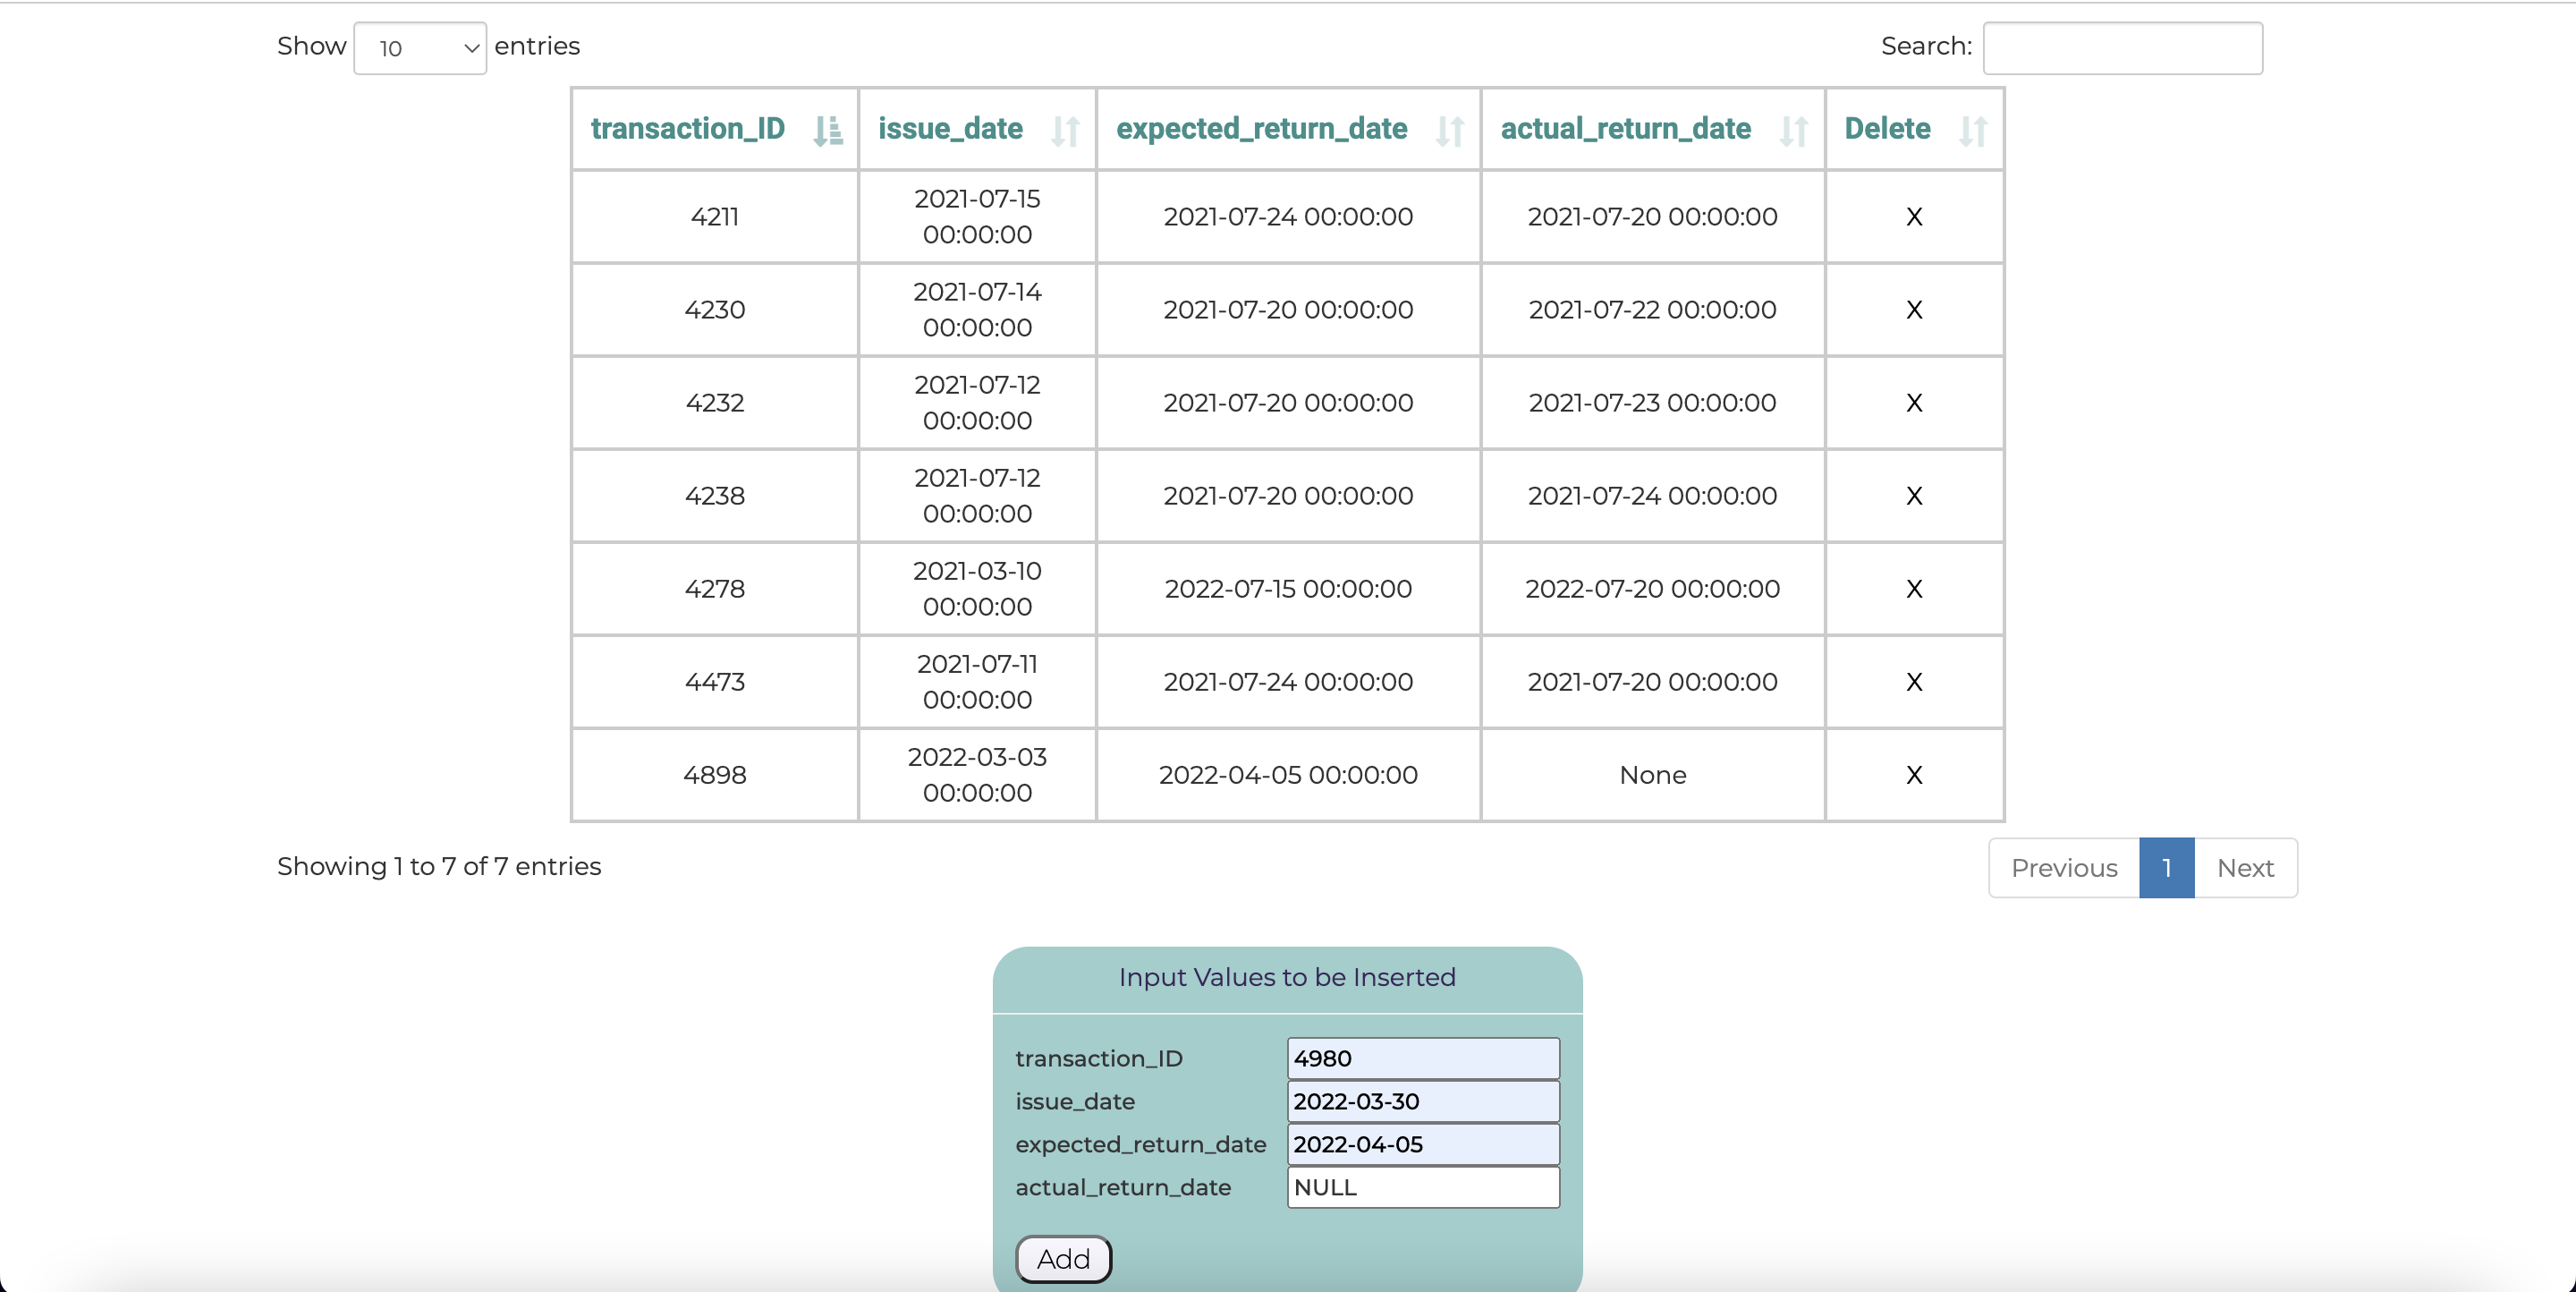 Show 10 entries Search:
transaction_ID issue_date expected_return_date actual_return_date Delete
4211 2021-07-15 00:00:00 2021-07-24 00:00:00 2021-07-20 00:00:00 X
4230 2021-07-14 00:00:00 2021-07-20 00:00:00 2021-07-22 00:00:00 X
4232 2021-07-12 00:00:00 2021-07-20 00:00:00 2021-07-23 00:00:00 X
4238 2021-07-12 00:00:00 2021-07-20 00:00:00 2021-07-24 00:00:00 X
4278 2021-03-10 00:00:00 2022-07-15 00:00:00 2022-07-20 00:00:00 X
4473 2021-07-11 00:00:00 2021-07-24 00:00:00 2021-07-20 00:00:00 X
4898 2022-03-03 00:00:00 2022-04-05 00:00:00 None X
Showing 1 to 7 of 7 entries Previous 1 Next
Input Values to be Inserted
transaction_ID 4980
issue_date 2022-03-30
expected_return_date 2022-04-05
actual_return_date NULL
Add